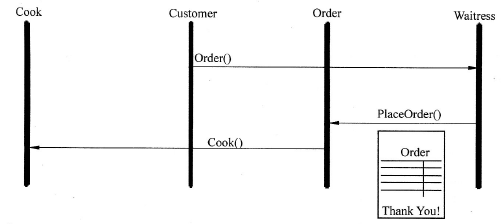 Cook
Customer
Order
Waitress
Order()
PlaceOrder()
Cook()
Order
Thank You!